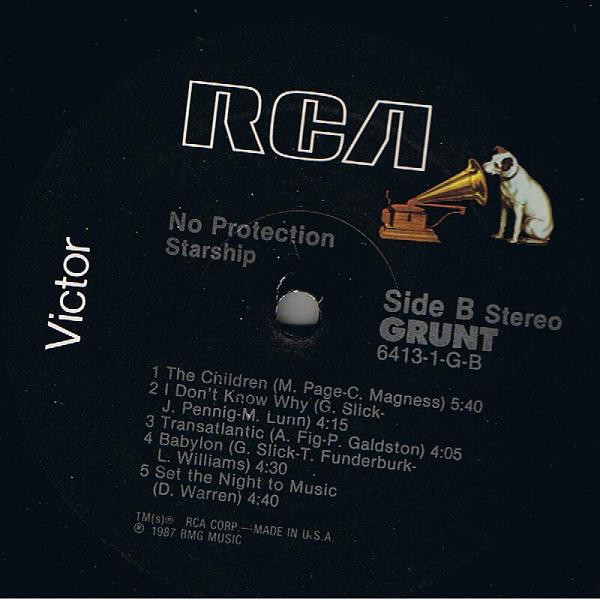 RCA
Victor
No Protection
Starship
Side B Stereo
GRUNT
6413-1-G-B
1 The Children (M. Page-C. Magness) 5:40
2 I Don't Know Why (G. Slick-
J. Pennig-M. Lunn) 4:15
3 Transatlantic (A. Fig-P. Galdston) 4:05
4 Babylon (G. Slick-T. Funderburk-
L. Williams) 4:30
5 Set the Night to Music
(D. Warren) 4:40
TM(s)® RCA CORP.—MADE IN U.S.A.
℗ 1987 BMG MUSIC